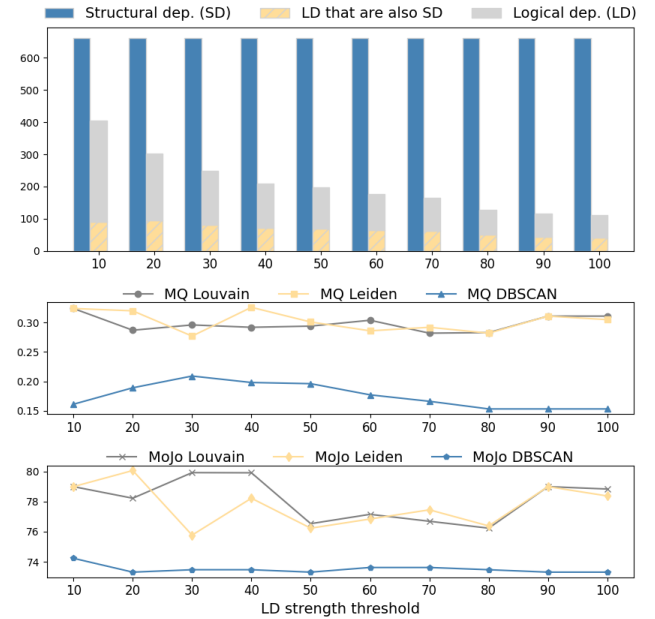 Structural dep. (SD) LD that are also SD Logical dep. (LD)
600
500
400
300
200
100
0
10 20 30 40 50 60 70 80 90 100
MQ Louvain MQ Leiden MQ DBSCAN
0.30
0.25
0.20
0.15
10 20 30 40 50 60 70 80 90 100
MoJo Louvain MoJo Leiden MoJo DBSCAN
80
78
76
74
10 20 30 40 50 60 70 80 90 100
LD strength threshold